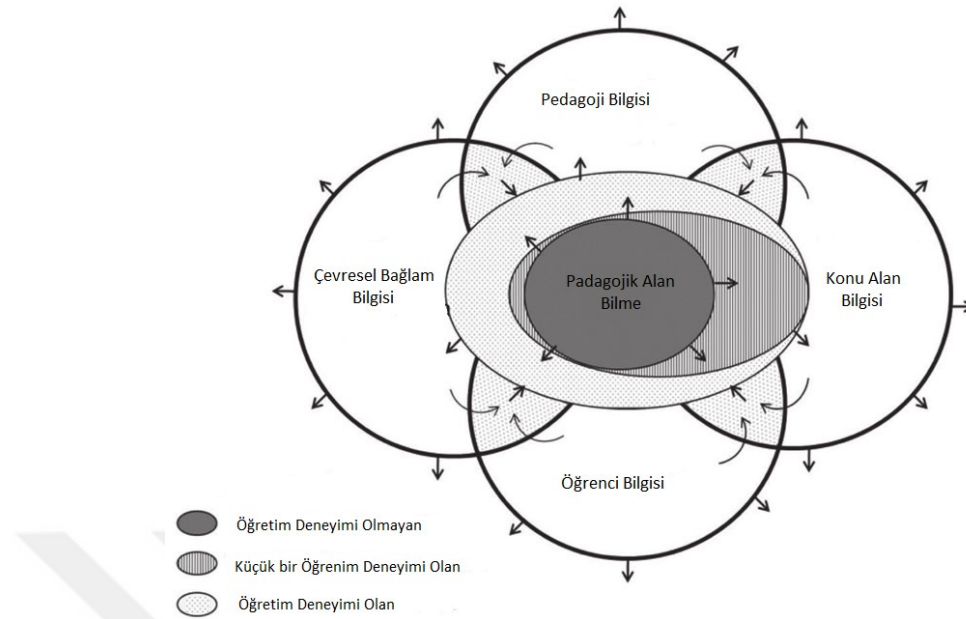 Pedagoji Bilgisi
Çevresel Bağlam
Bilgisi
Padagojik Alan
Bilme
Konu Alan
Bilgisi
Öğrenci Bilgisi
Öğretim Deneyimi Olmayan
Küçük bir Öğrenim Deneyimi Olan
Öğretim Deneyimi Olan